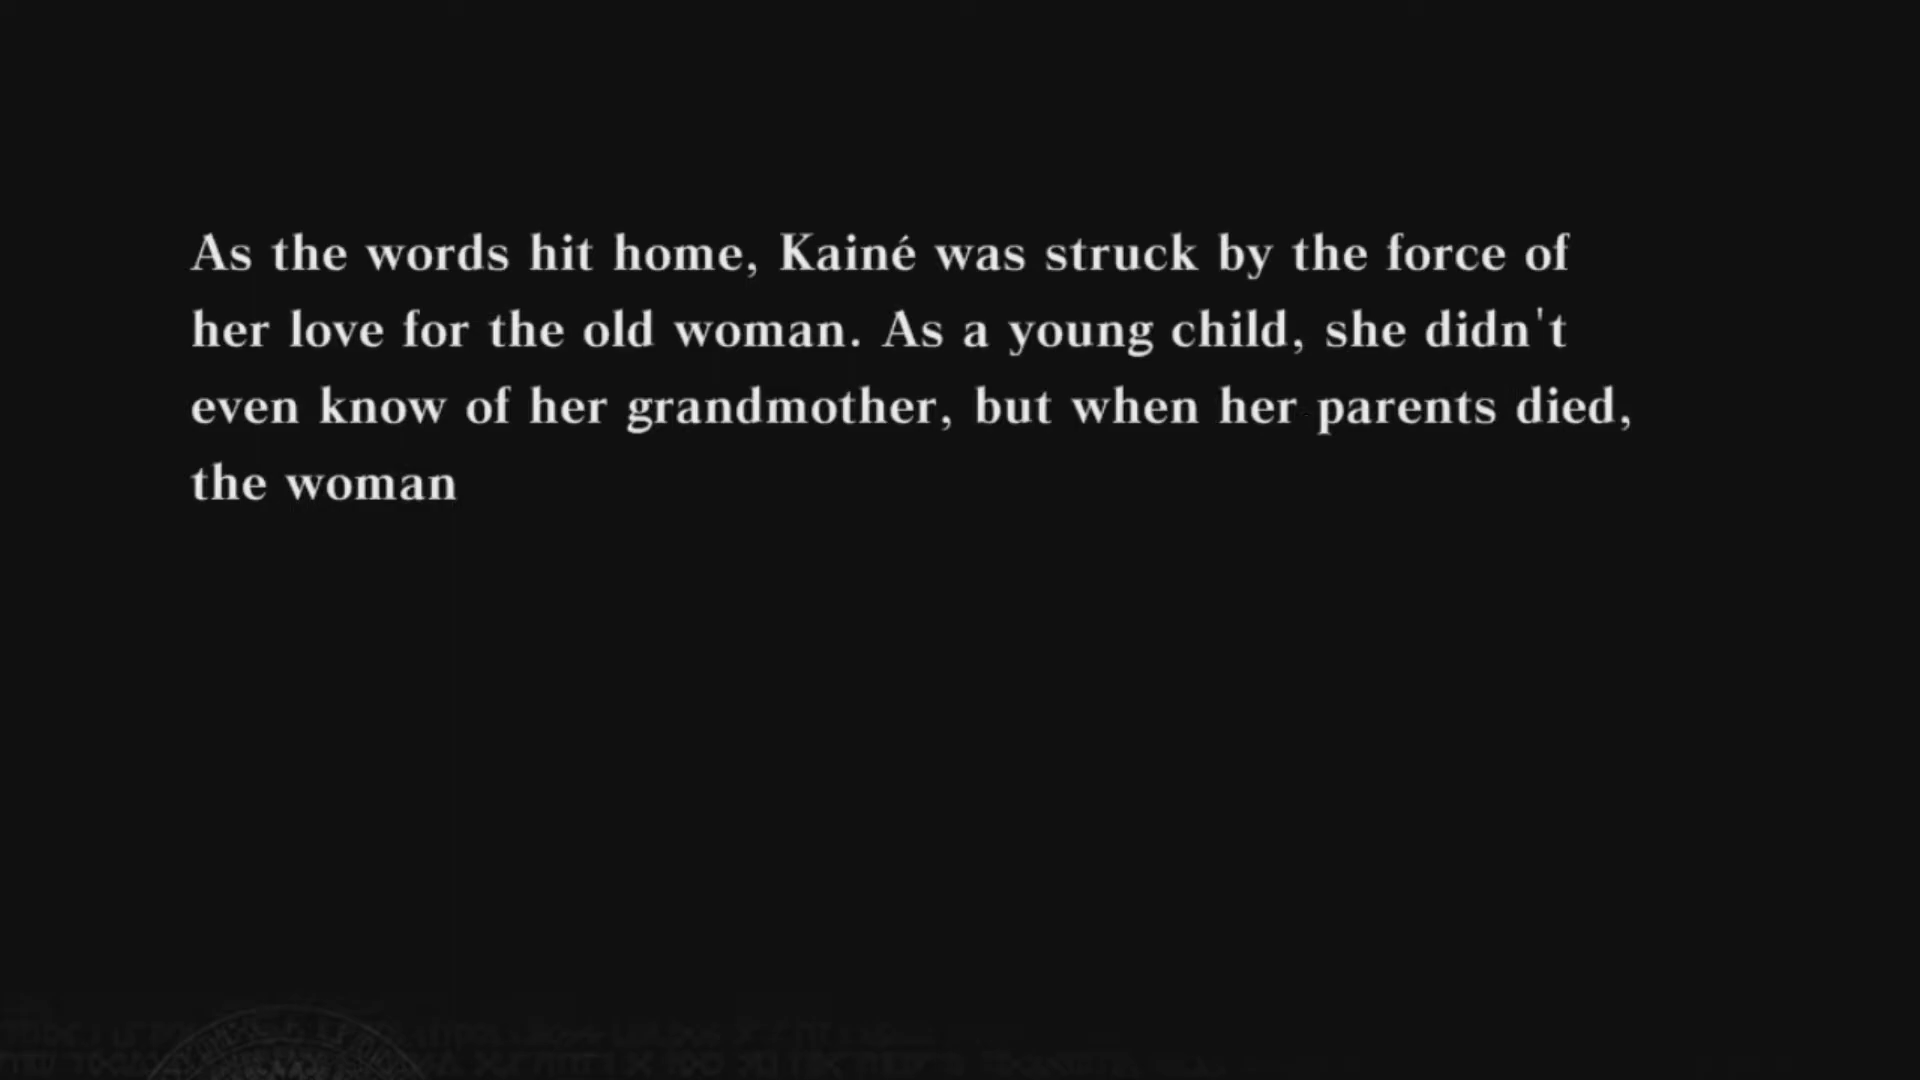 As the words hit home, Kainé was struck by the force of
her love for the old woman. As a young child, she didn't
even know of her grandmother, but when her parents died,
the woman